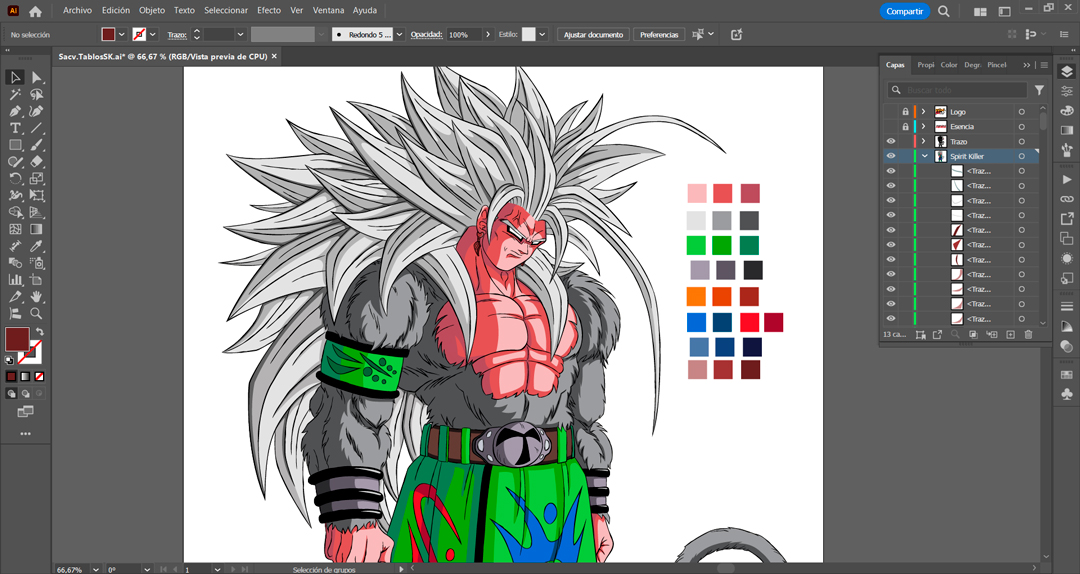 Ai Archivo Edición Objeto Texto Seleccionar Efecto Ver Ventana Ayuda Compartir
No selección Trazo: Redondo 5 ... Opacidad: 100% Estilo: Ajustar documento Preferencias
Sacv.TablosSK.ai* @ 66,67 % (RGB/Vista previa de CPU) ×
Capas Propi Color Degr Pincel
Buscar todo
Logo
Esencia
Trazo
Spirit Killer
<Traz...
<Traz...
<Traz...
<Traz...
<Traz...
<Traz...
<Traz...
<Traz...
<Traz...
<Traz...
<Traz...
13 ca...
66,67% 0° 1 Selección de grupos